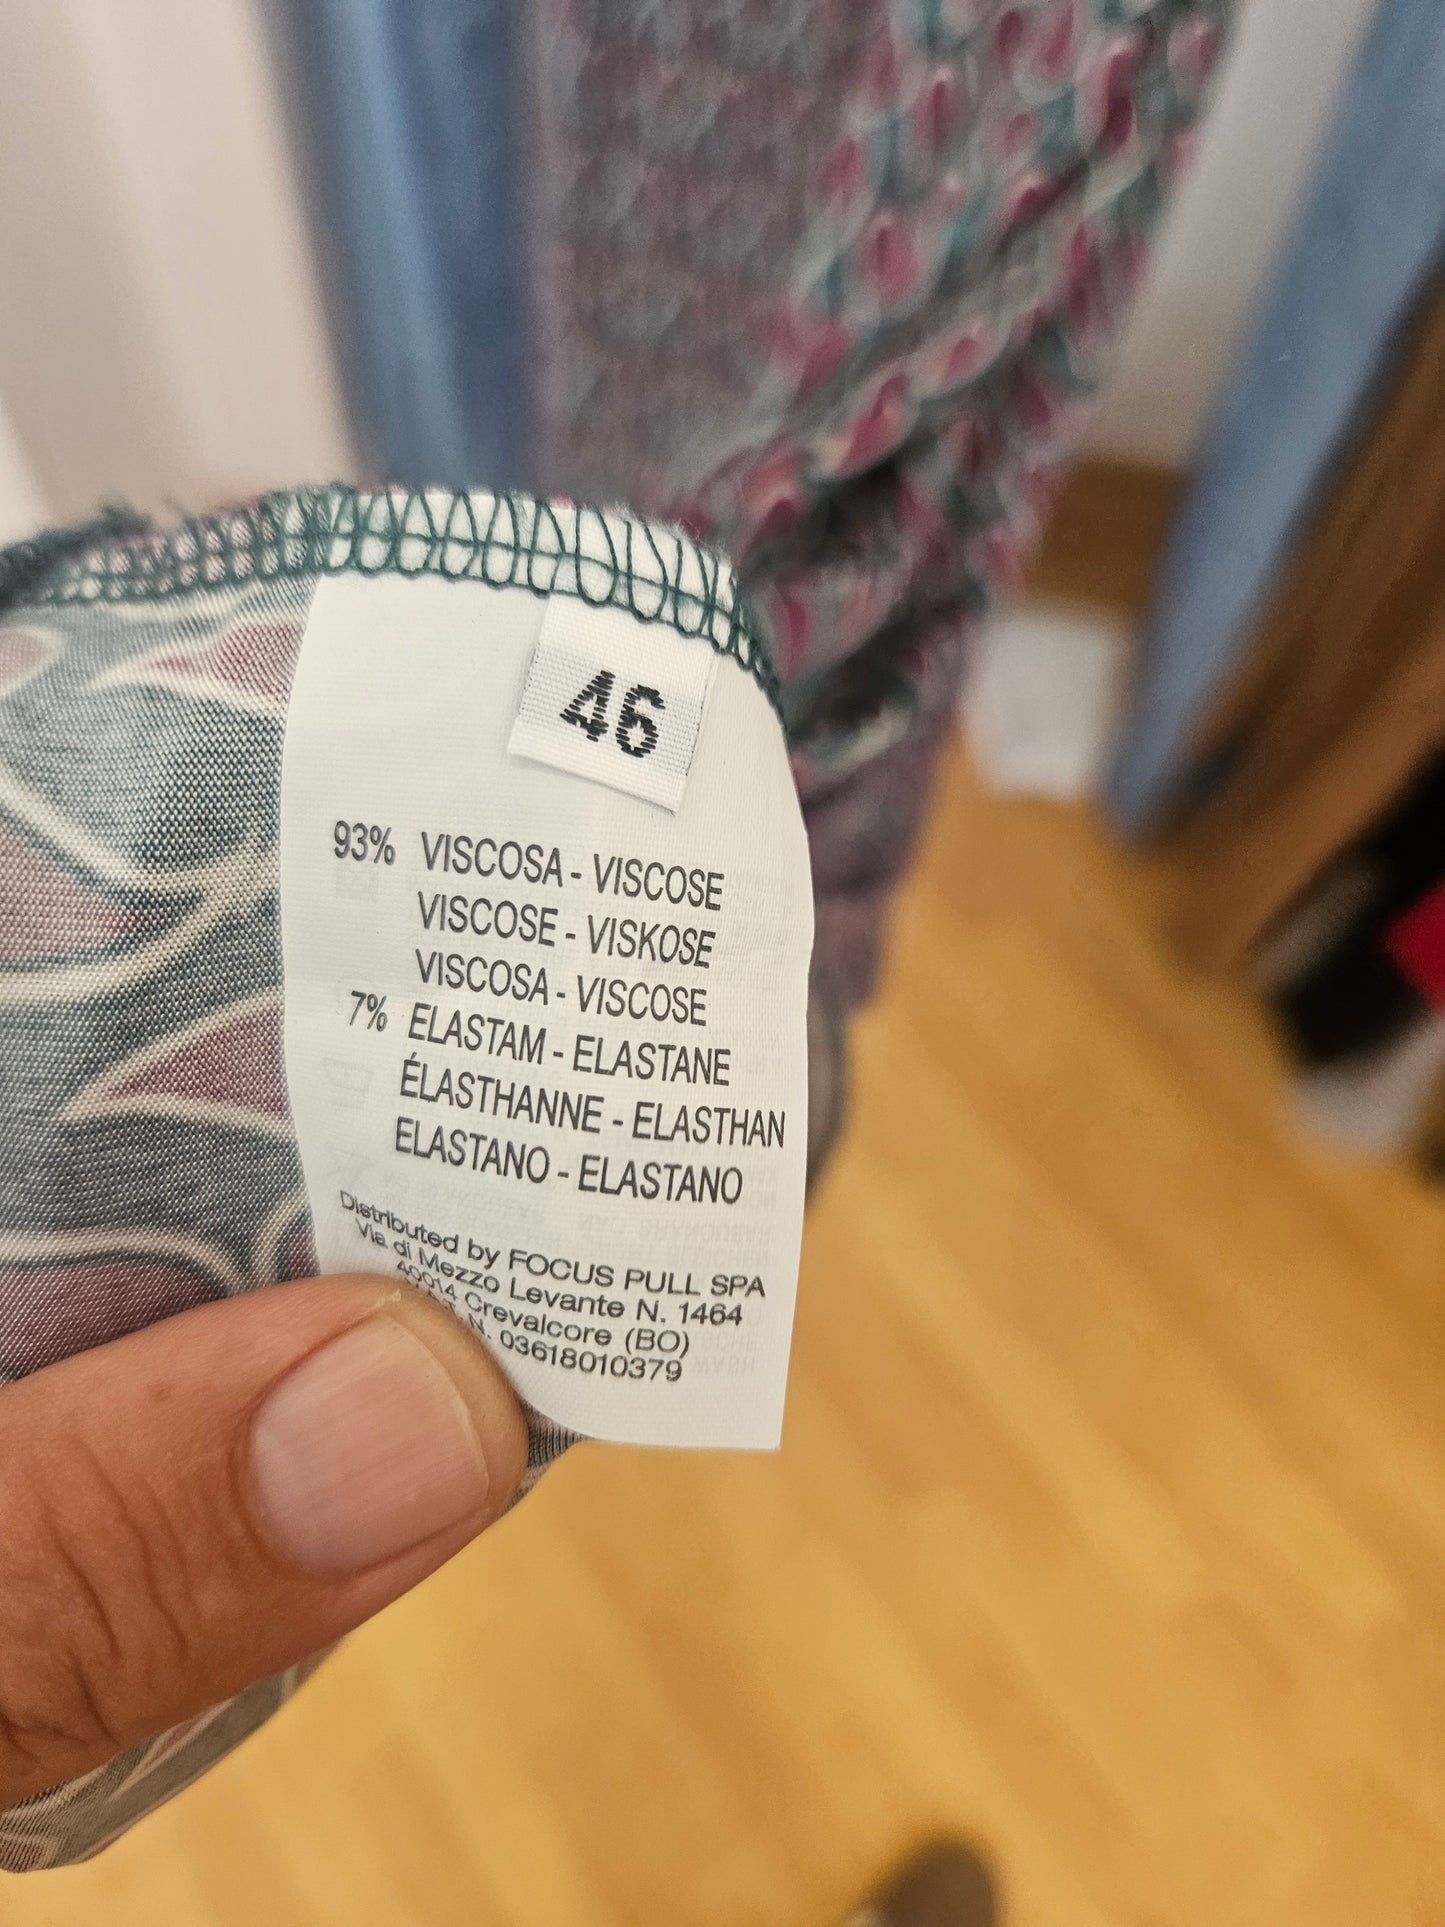 46
93% VISCOSA - VISCOSE
VISCOSE - VISKOSE
VISCOSA - VISCOSE
7% ELASTAM - ELASTANE
ÉLASTHANNE - ELASTHAN
ELASTANO - ELASTANO
Distributed by FOCUS PULL SPA
Via di Mezzo Levante N. 1464
40014 Crevalcore (BO)
N. 03618010379